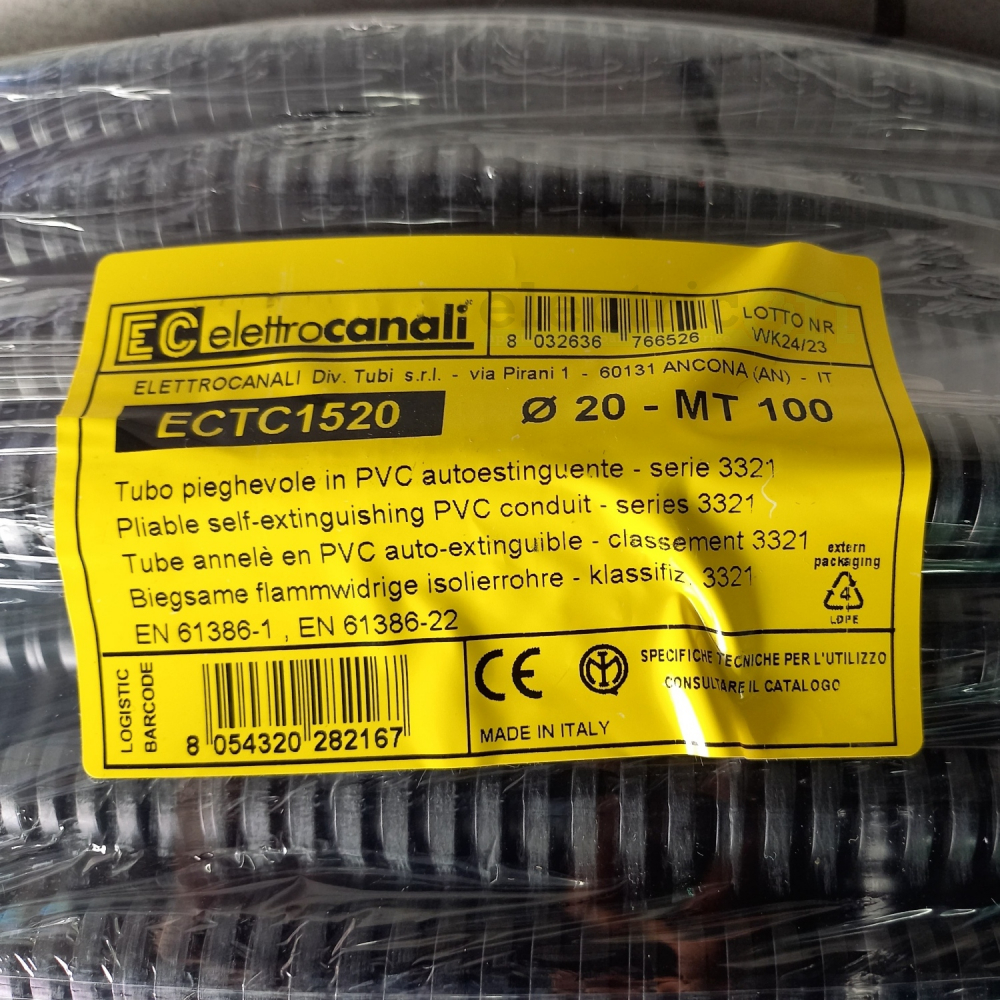 EC elettrocanali
8 032636 766526
LOTTO NR
WK24/23
ELETTROCANALI Div. Tubi s.r.l. - via Pirani 1 - 60131 ANCONA (AN) - IT
ECTC1520
Ø 20 - MT 100
Tubo pieghevole in PVC autoestinguente - serie 3321
Pliable self-extinguishing PVC conduit - series 3321
Tube annelè en PVC auto-extinguible - classement 3321
Biegsame flammwidrige isolierrohre - klassifiz. 3321
EN 61386-1 , EN 61386-22
extern
packaging
4
LDPE
LOGISTIC
BARCODE
8 054320 282167
CE
SPECIFICHE TECNICHE PER L'UTILIZZO
CONSULTARE IL CATALOGO
MADE IN ITALY